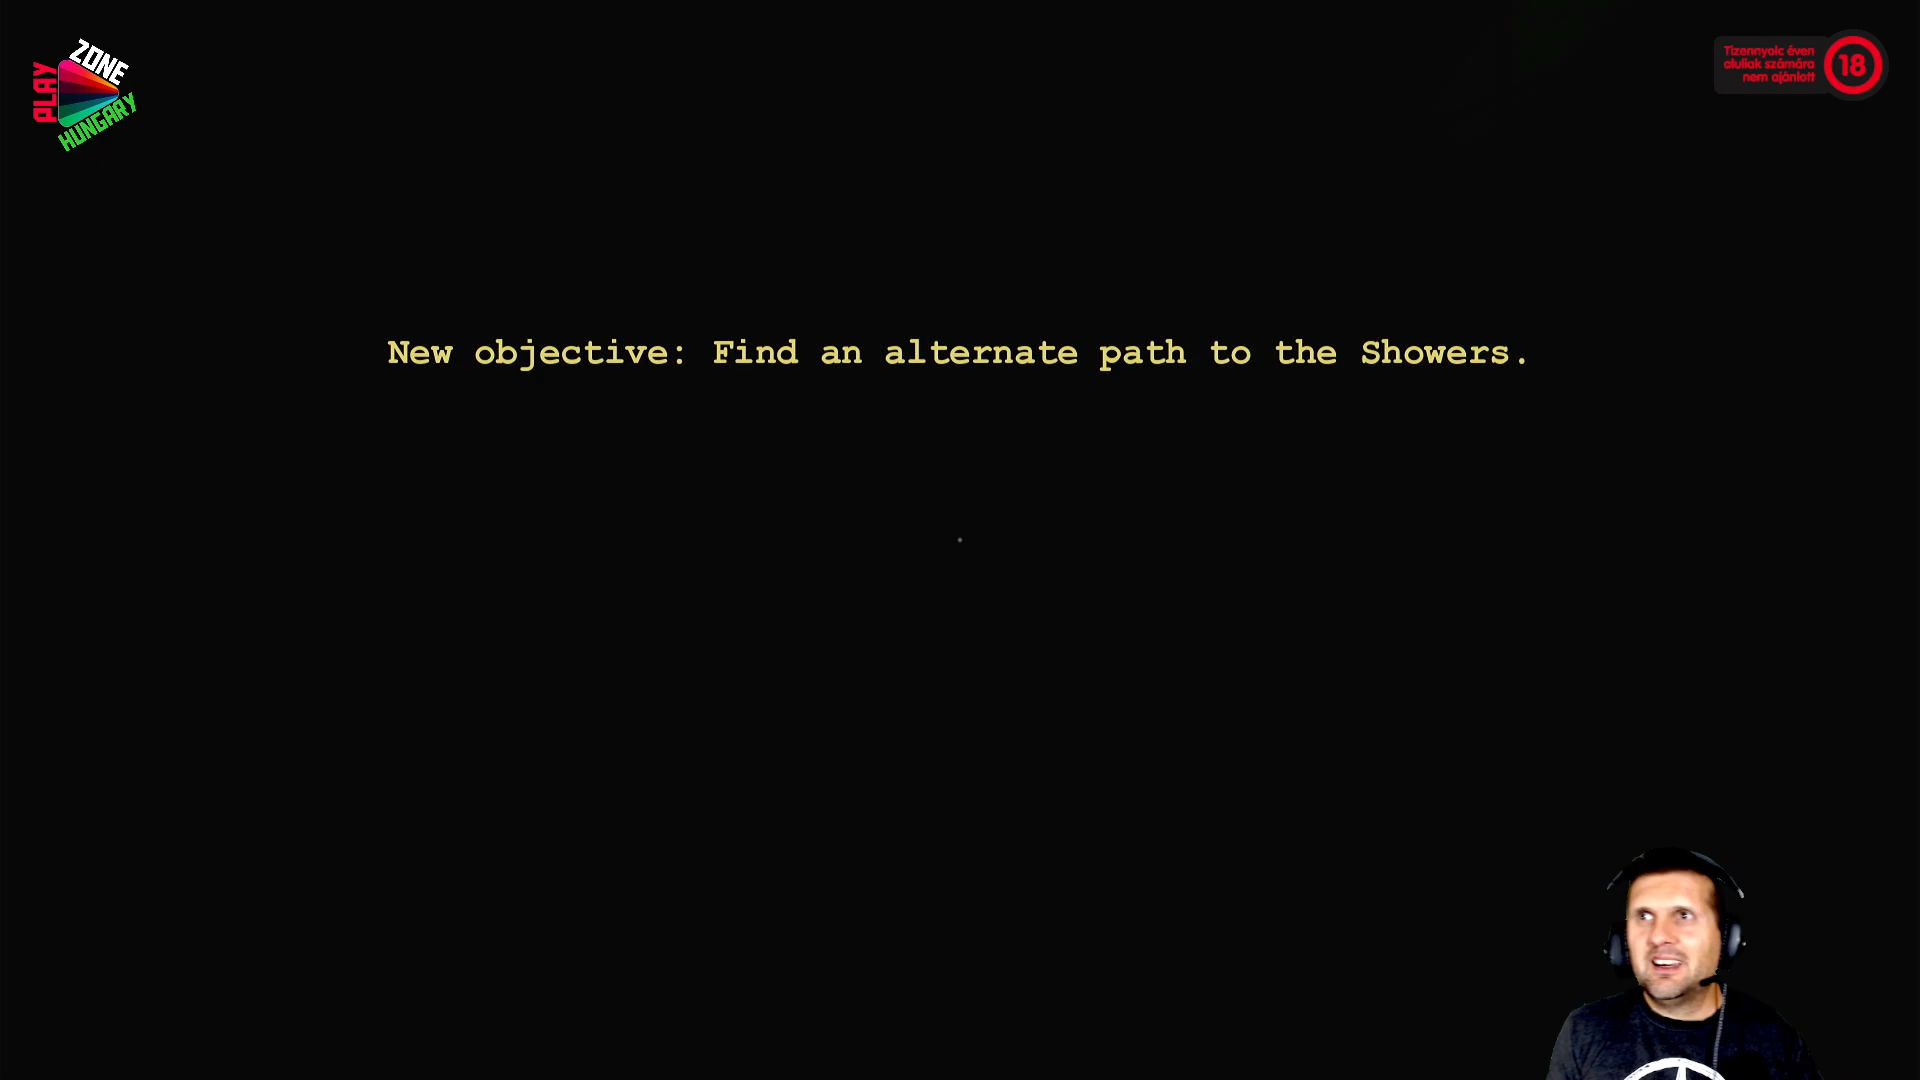 PLAY
ZONE
HUNGARY
Tizennyolc éven
aluliak számára
nem ajánlott
18
New objective: Find an alternate path to the Showers.